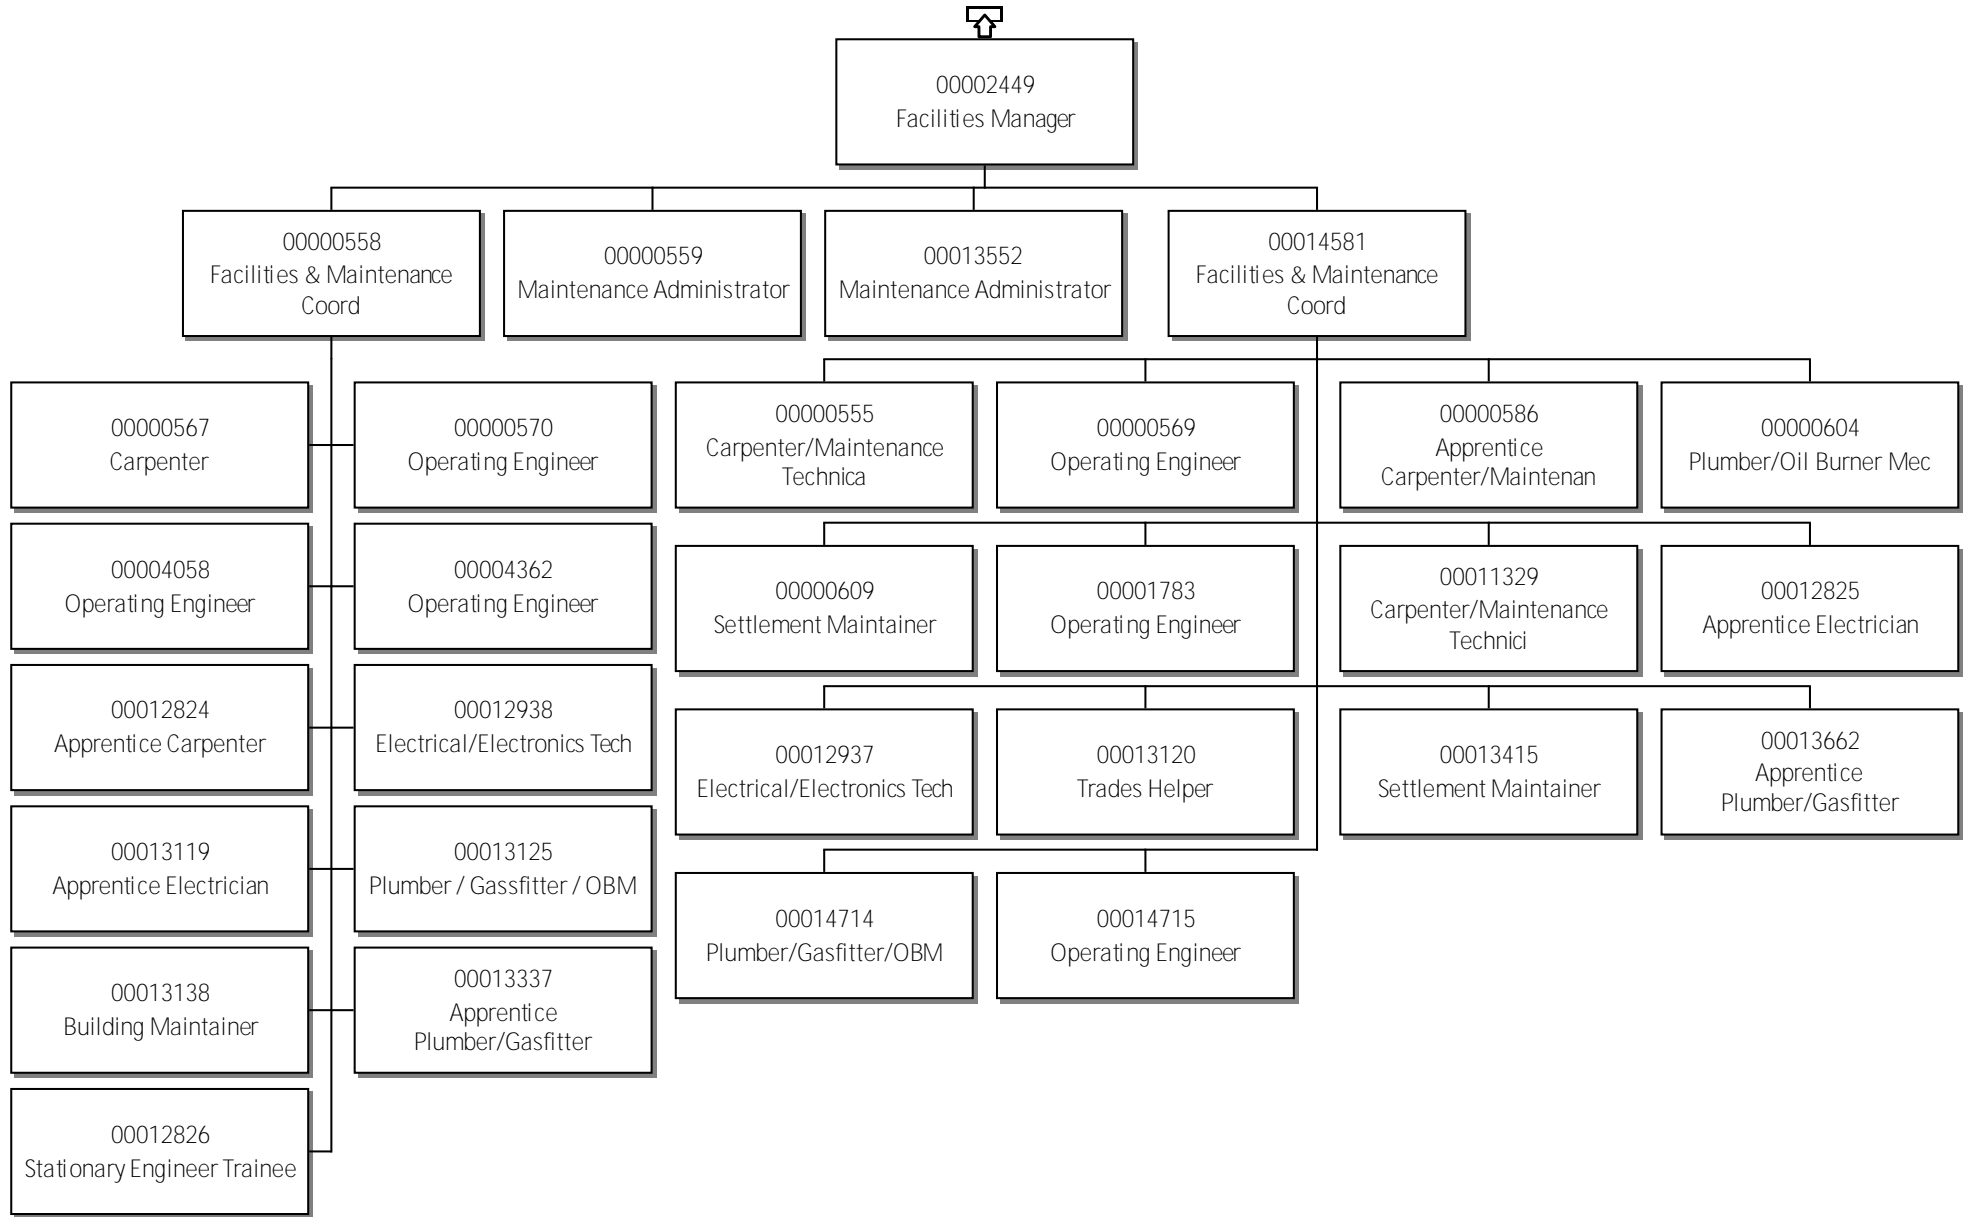 00002449
Facilities Manager
00000558
Facilities & Maintenance
Coord
00000559
Maintenance Administrator
00013552
Maintenance Administrator
00014581
Facilities & Maintenance
Coord
00000567
Carpenter
00000570
Operating Engineer
00004058
Operating Engineer
00004362
Operating Engineer
00012824
Apprentice Carpenter
00012938
Electrical/Electronics Tech
00013119
Apprentice Electrician
00013125
Plumber / Gassfitter / OBM
00013138
Building Maintainer
00013337
Apprentice
Plumber/Gasfitter
00012826
Stationary Engineer Trainee
00000555
Carpenter/Maintenance
Technica
00000569
Operating Engineer
00000586
Apprentice
Carpenter/Maintenan
00000604
Plumber/Oil Burner Mec
00000609
Settlement Maintainer
00001783
Operating Engineer
00011329
Carpenter/Maintenance
Technici
00012825
Apprentice Electrician
00012937
Electrical/Electronics Tech
00013120
Trades Helper
00013415
Settlement Maintainer
00013662
Apprentice
Plumber/Gasfitter
00014714
Plumber/Gasfitter/OBM
00014715
Operating Engineer